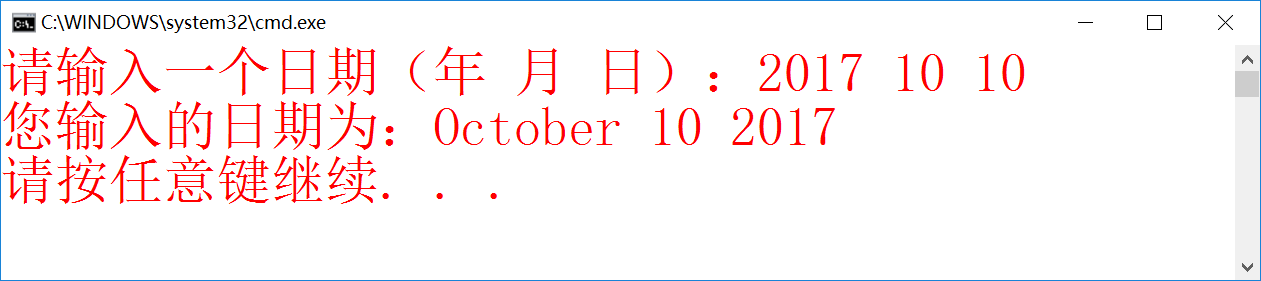 C:\WINDOWS\system32\cmd.exe
请输入一个日期（年 月 日）：2017 10 10
您输入的日期为：October 10 2017
请按任意键继续. . .